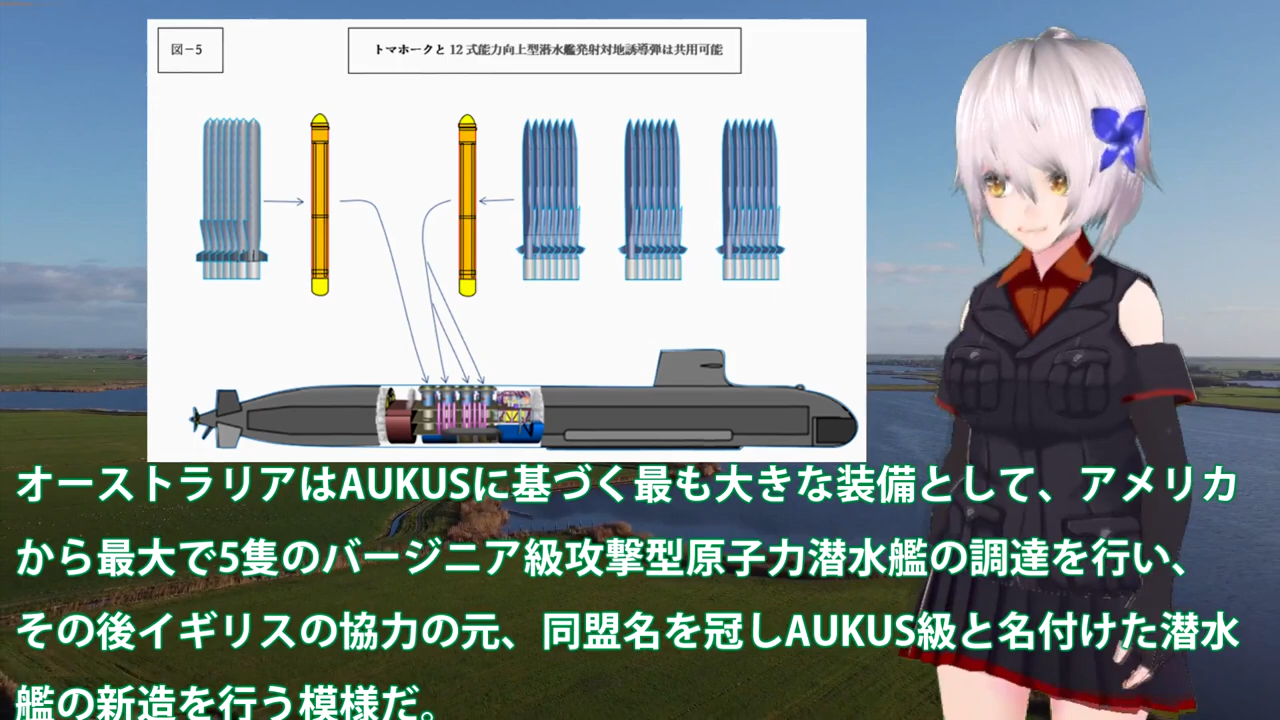 図－5
トマホークと 12 式能力向上型潜水艦発射対地誘導弾は共用可能
オーストラリアはAUKUSに基づく最も大きな装備として、アメリカ
から最大で5隻のバージニア級攻撃型原子力潜水艦の調達を行い、
その後イギリスの協力の元、同盟名を冠しAUKUS級と名付けた潜水
艦の新造を行う模様だ。